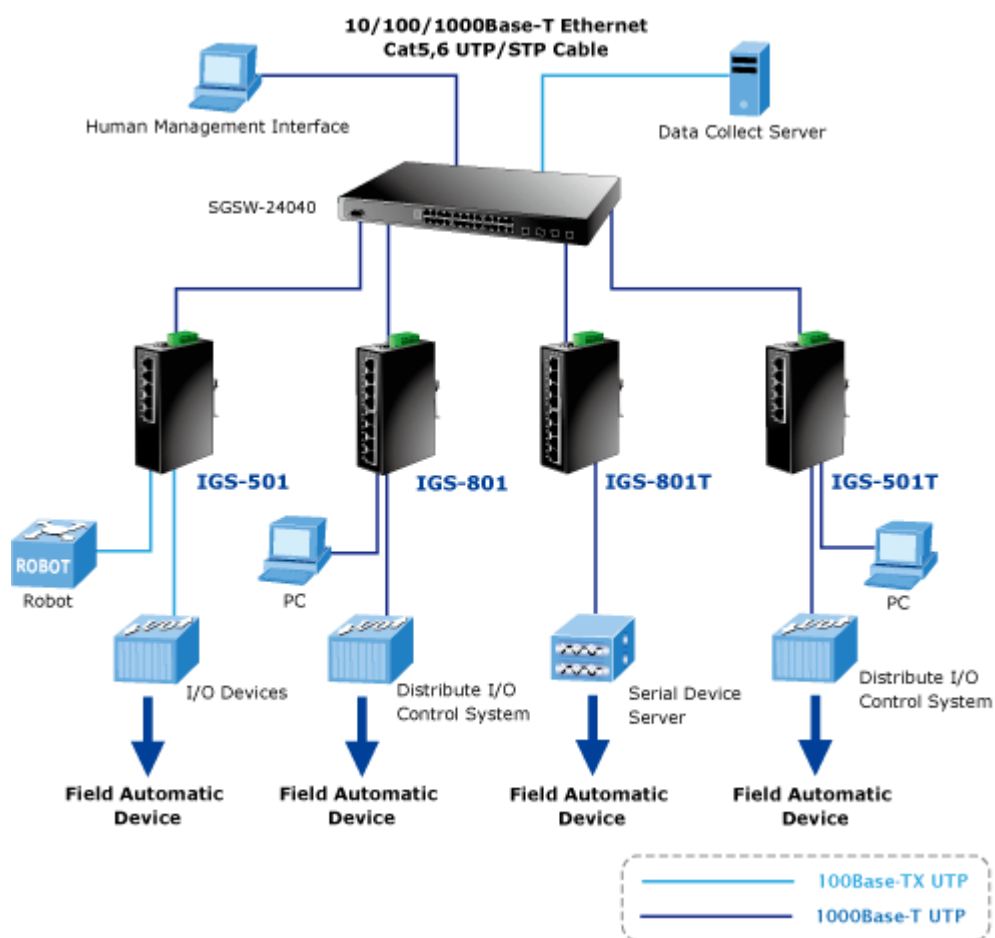 10/100/1000Base-T Ethernet
Cat5,6 UTP/STP Cable
Human Management Interface
Data Collect Server
SGSW-24040
IGS-501
IGS-801
IGS-801T
IGS-501T
ROBOT
Robot
PC
PC
I/O Devices
Distribute I/O
Control System
Serial Device
Server
Distribute I/O
Control System
Field Automatic
Device
Field Automatic
Device
Field Automatic
Device
Field Automatic
Device
100Base-TX UTP
1000Base-T UTP